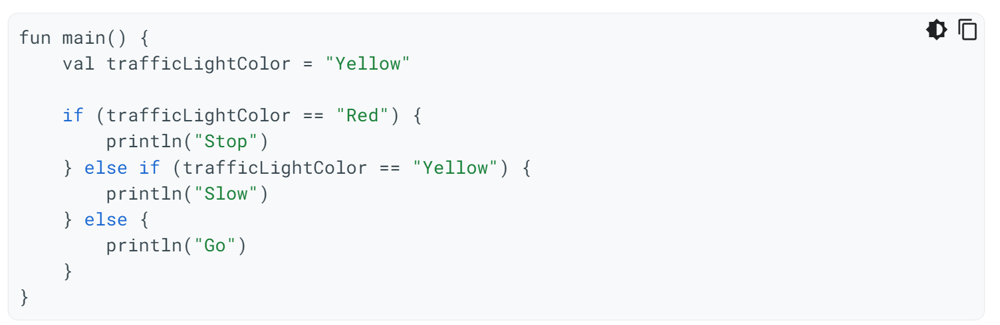 fun main() {
    val trafficLightColor = "Yellow"

    if (trafficLightColor == "Red") {
        println("Stop")
    } else if (trafficLightColor == "Yellow") {
        println("Slow")
    } else {
        println("Go")
    }
}